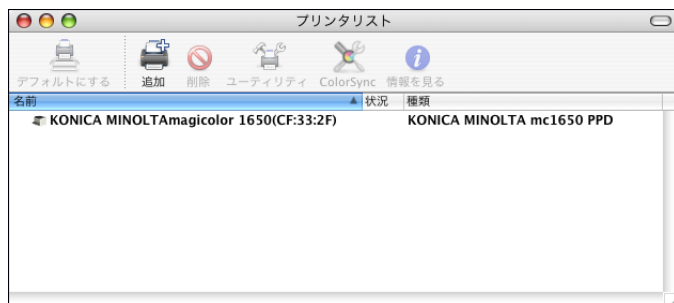 プリンタリスト
デフォルトにする 追加 削除 ユーティリティ ColorSync 情報を見る
名前 状況 種類
KONICA MINOLTAmagicolor 1650(CF:33:2F) KONICA MINOLTA mc1650 PPD